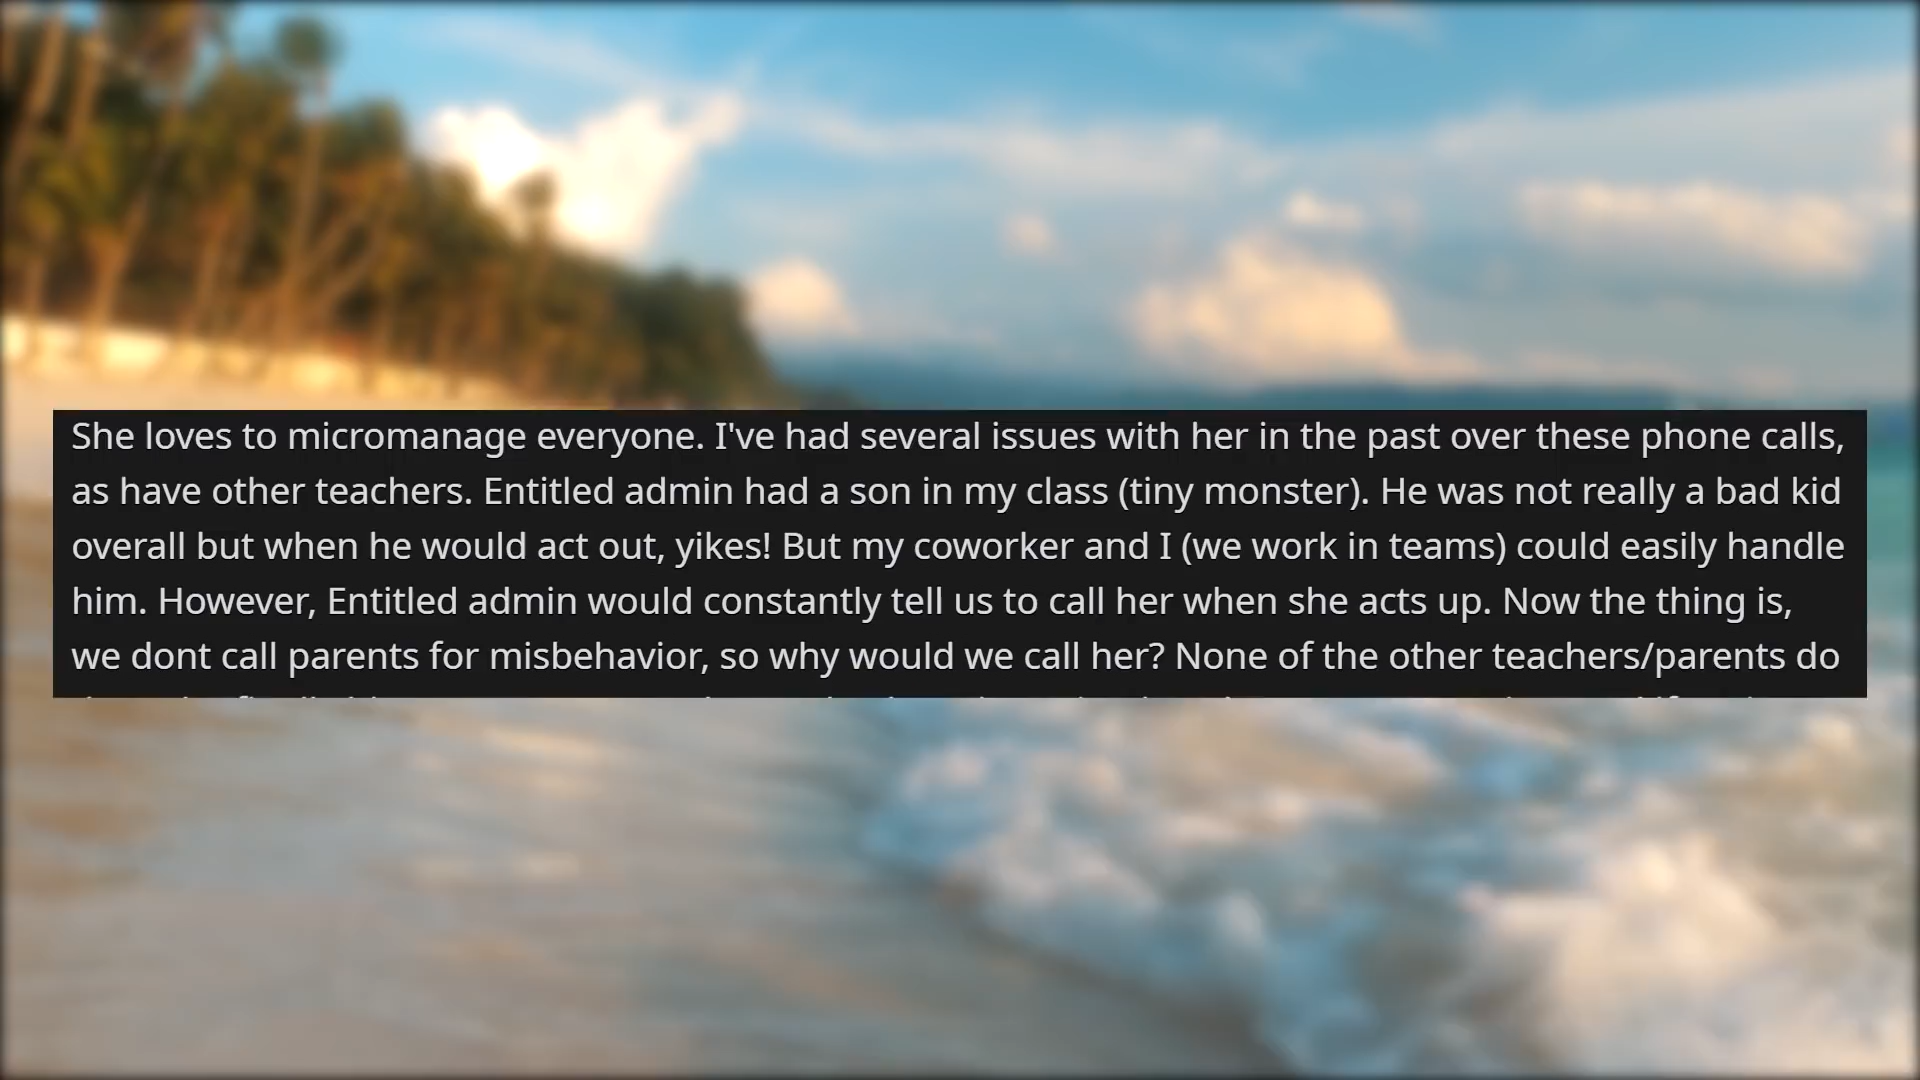 She loves to micromanage everyone. I've had several issues with her in the past over these phone calls,
as have other teachers. Entitled admin had a son in my class (tiny monster). He was not really a bad kid
overall but when he would act out, yikes! But my coworker and I (we work in teams) could easily handle
him. However, Entitled admin would constantly tell us to call her when she acts up. Now the thing is,
we dont call parents for misbehavior, so why would we call her? None of the other teachers/parents do